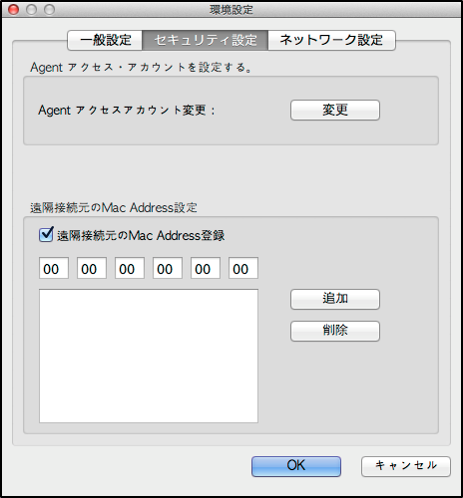 環境設定
一般設定 セキュリティ設定 ネットワーク設定
Agent アクセス・アカウントを設定する。
Agent アクセスアカウント変更： 変更
遠隔接続元のMac Address設定
遠隔接続元のMac Address登録
00 00 00 00 00 00
追加
削除
OK キャンセル